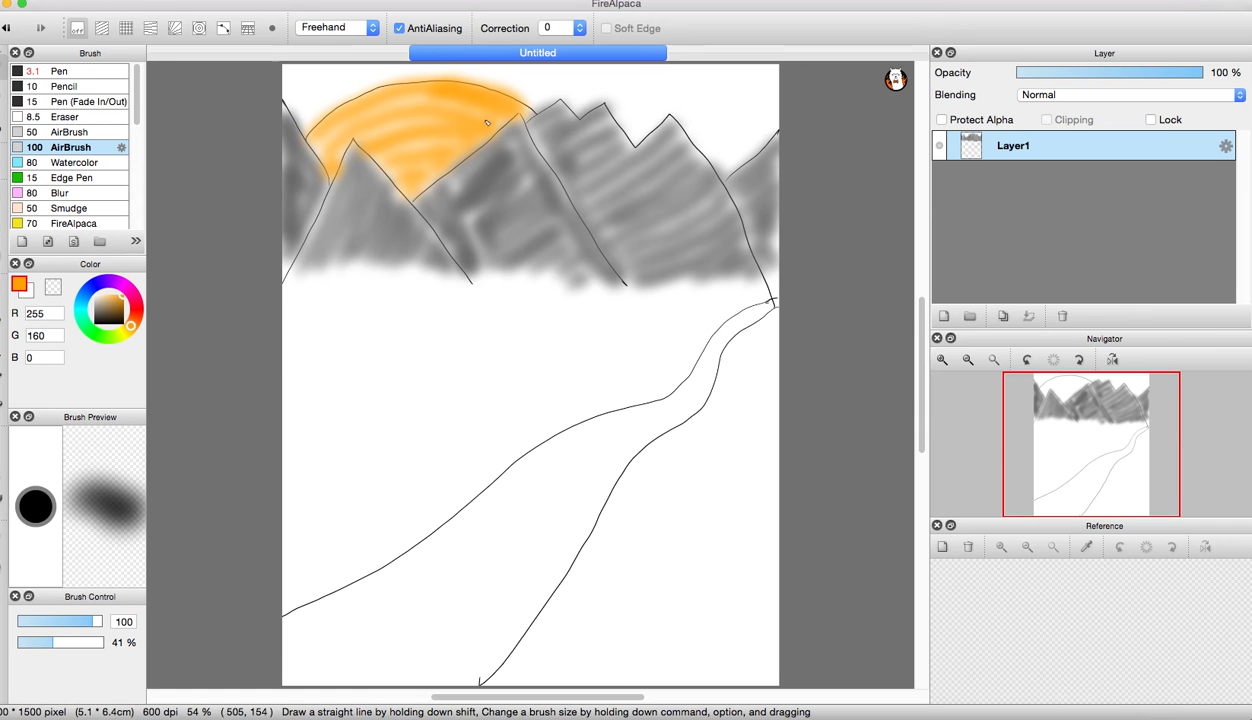 FireAlpaca
off Freehand AntiAliasing Correction 0 Soft Edge
Brush
3.1 Pen
10 Pencil
15 Pen (Fade In/Out)
8.5 Eraser
50 AirBrush
100 AirBrush
80 Watercolor
15 Edge Pen
80 Blur
50 Smudge
70 FireAlpaca
Color
R 255
G 160
B 0
Brush Preview
Brush Control
100
41 %
Untitled
Layer
Opacity 100 %
Blending Normal
Protect Alpha Clipping Lock
Layer1
Navigator
Reference
00 * 1500 pixel (5.1 * 6.4cm) 600 dpi 54 % ( 505, 154 ) Draw a straight line by holding down shift, Change a brush size by holding down command, option, and dragging